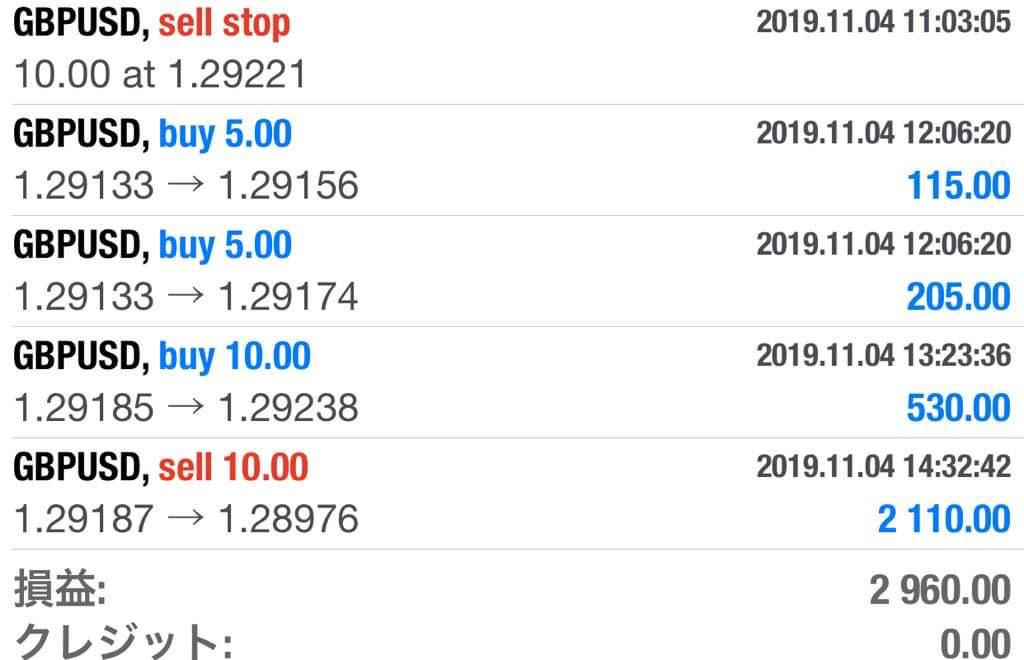 GBPUSD, sell stop 2019.11.04 11:03:05
10.00 at 1.29221
GBPUSD, buy 5.00 2019.11.04 12:06:20
1.29133 → 1.29156 115.00
GBPUSD, buy 5.00 2019.11.04 12:06:20
1.29133 → 1.29174 205.00
GBPUSD, buy 10.00 2019.11.04 13:23:36
1.29185 → 1.29238 530.00
GBPUSD, sell 10.00 2019.11.04 14:32:42
1.29187 → 1.28976 2 110.00
損益: 2 960.00
クレジット: 0.00